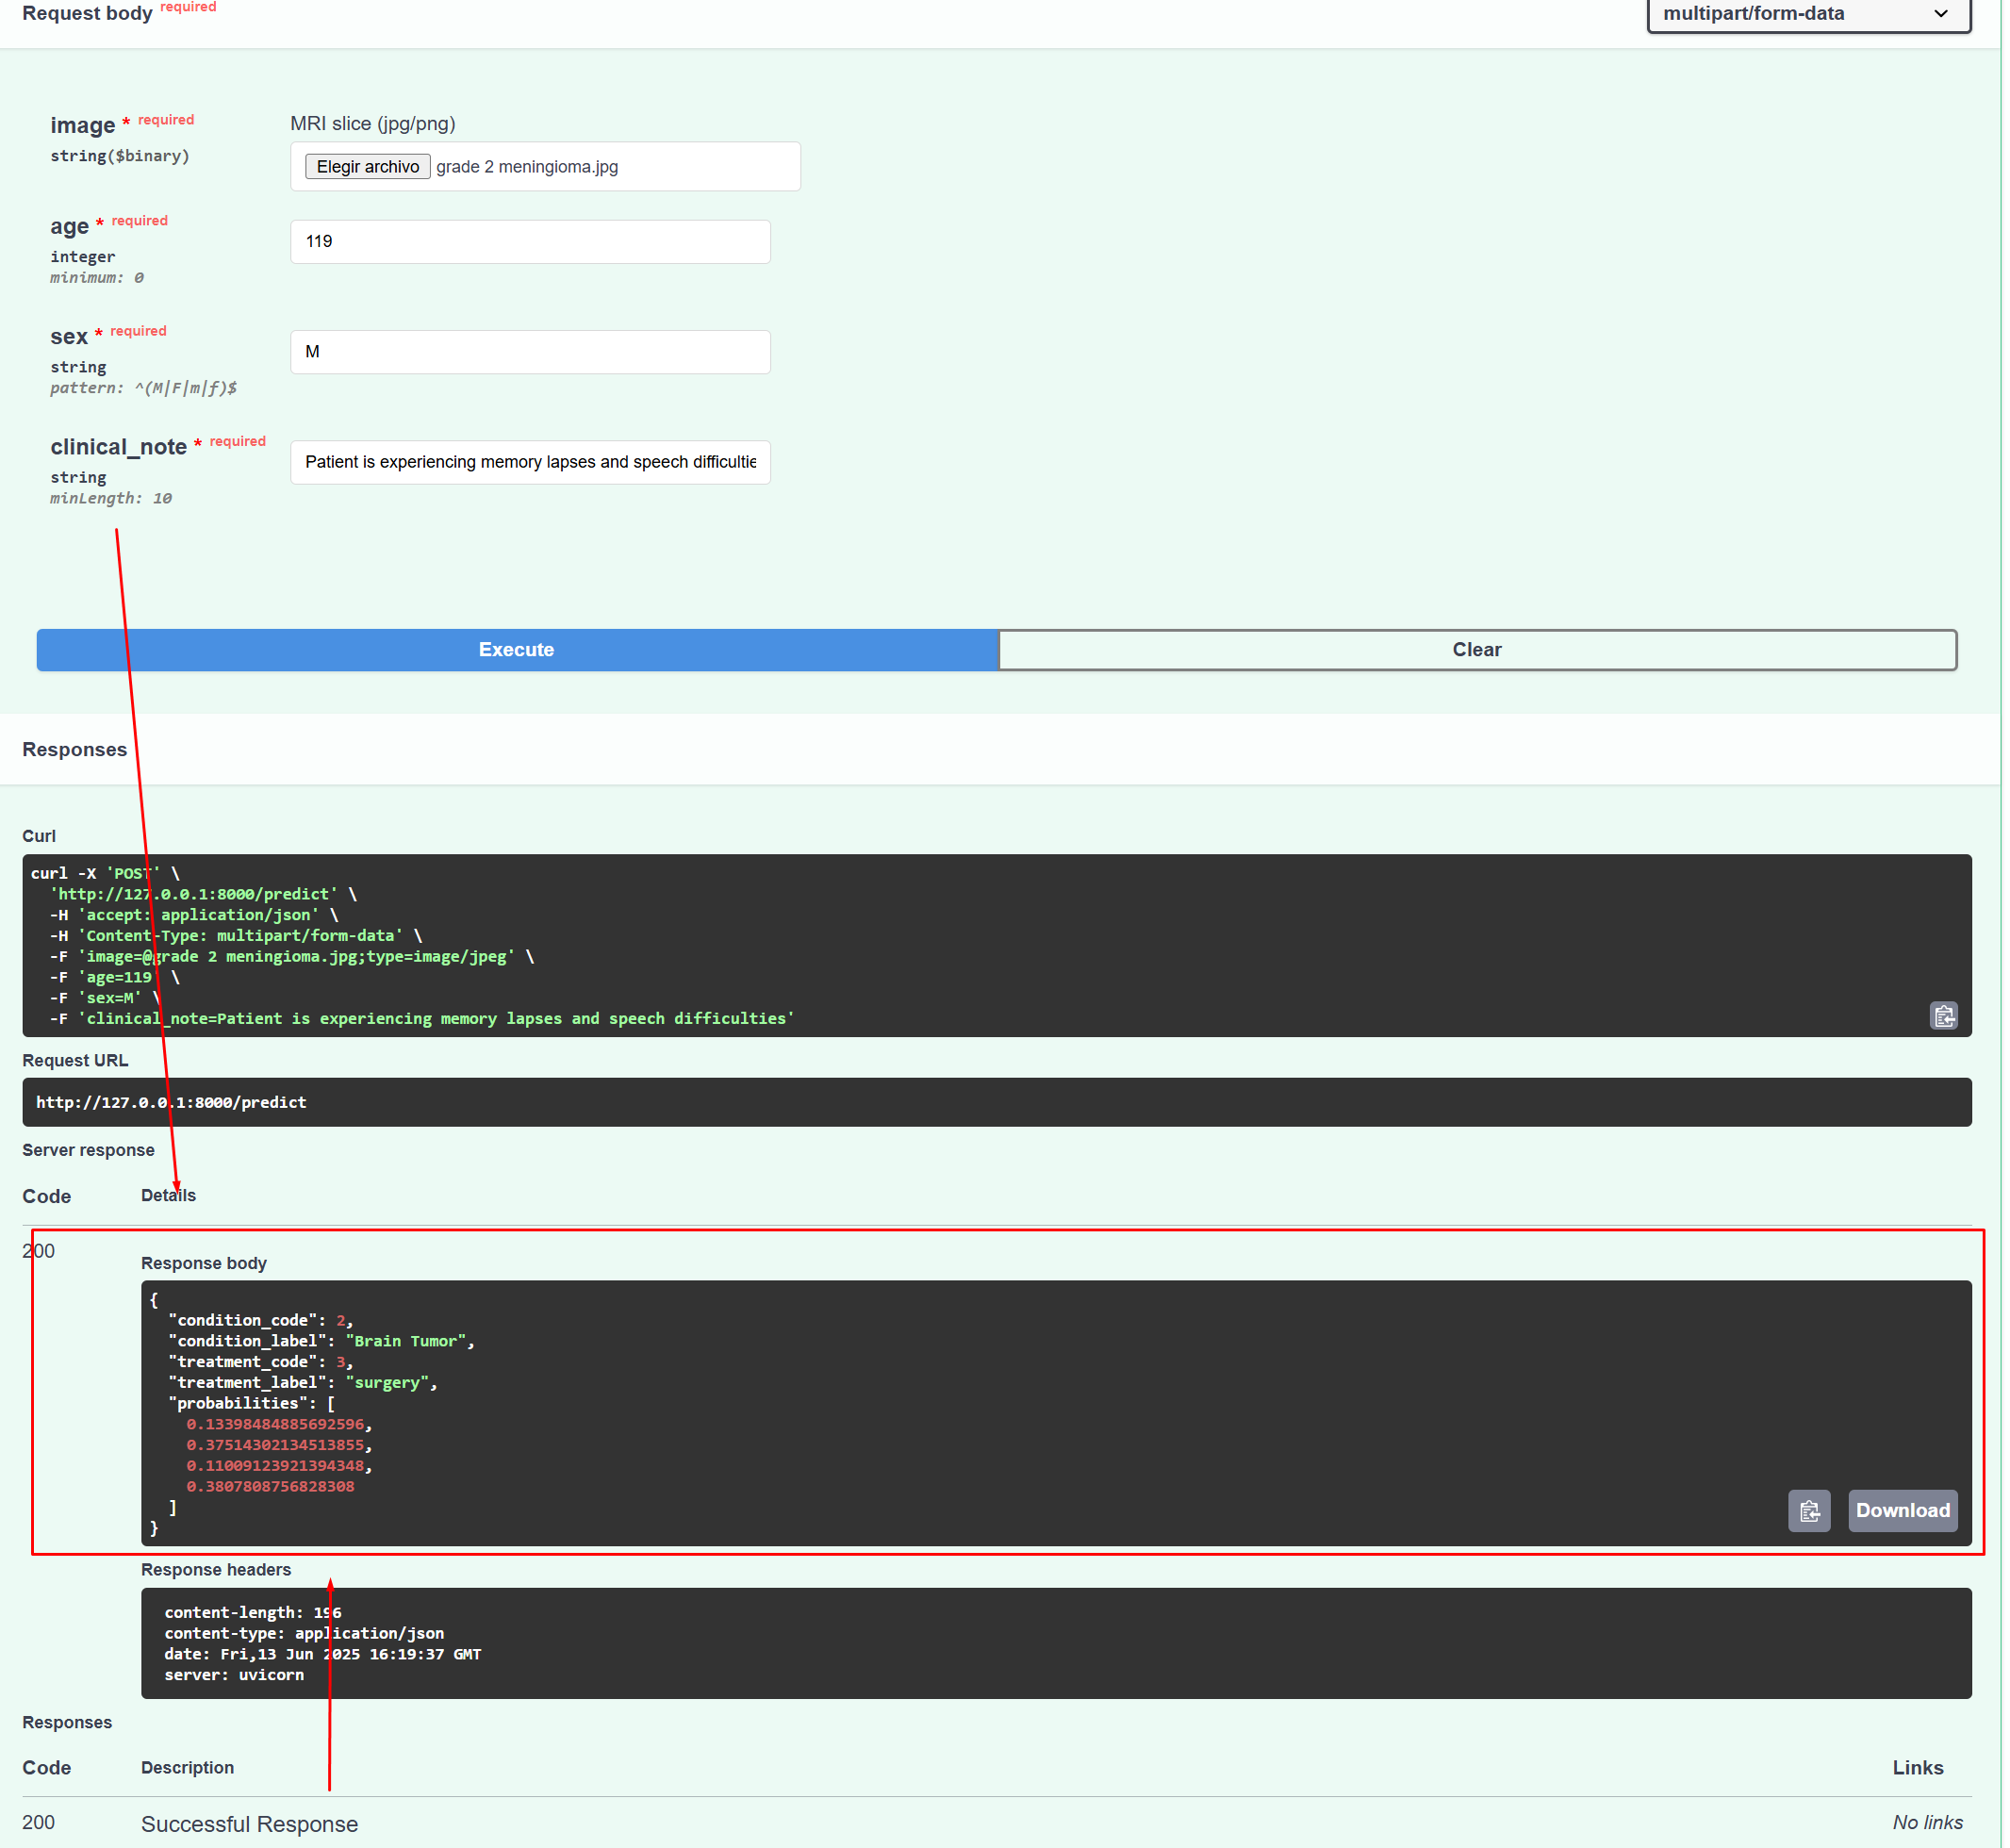 Request body required
multipart/form-data
image * required
MRI slice (jpg/png)
string($binary)
Elegir archivo grade 2 meningioma.jpg
age * required
119
integer
minimum: 0
sex * required
M
string
pattern: ^(M|F|m|f)$
clinical_note * required
Patient is experiencing memory lapses and speech difficultie
string
minLength: 10
Execute
Clear
Responses
Curl
curl -X 'POST' \
'http://127.0.0.1:8000/predict' \
-H 'accept: application/json' \
-H 'Content-Type: multipart/form-data' \
-F 'image=@grade 2 meningioma.jpg;type=image/jpeg' \
-F 'age=119' \
-F 'sex=M' \
-F 'clinical_note=Patient is experiencing memory lapses and speech difficulties'
Request URL
http://127.0.0.1:8000/predict
Server response
Code Details
200
Response body
{
"condition_code": 2,
"condition_label": "Brain Tumor",
"treatment_code": 3,
"treatment_label": "surgery",
"probabilities": [
0.13398484885692596,
0.37514302134513855,
0.11009123921394348,
0.3807808756828308
]
}
Download
Response headers
content-length: 196
content-type: application/json
date: Fri,13 Jun 2025 16:19:37 GMT
server: uvicorn
Responses
Code Description Links
200 Successful Response No links